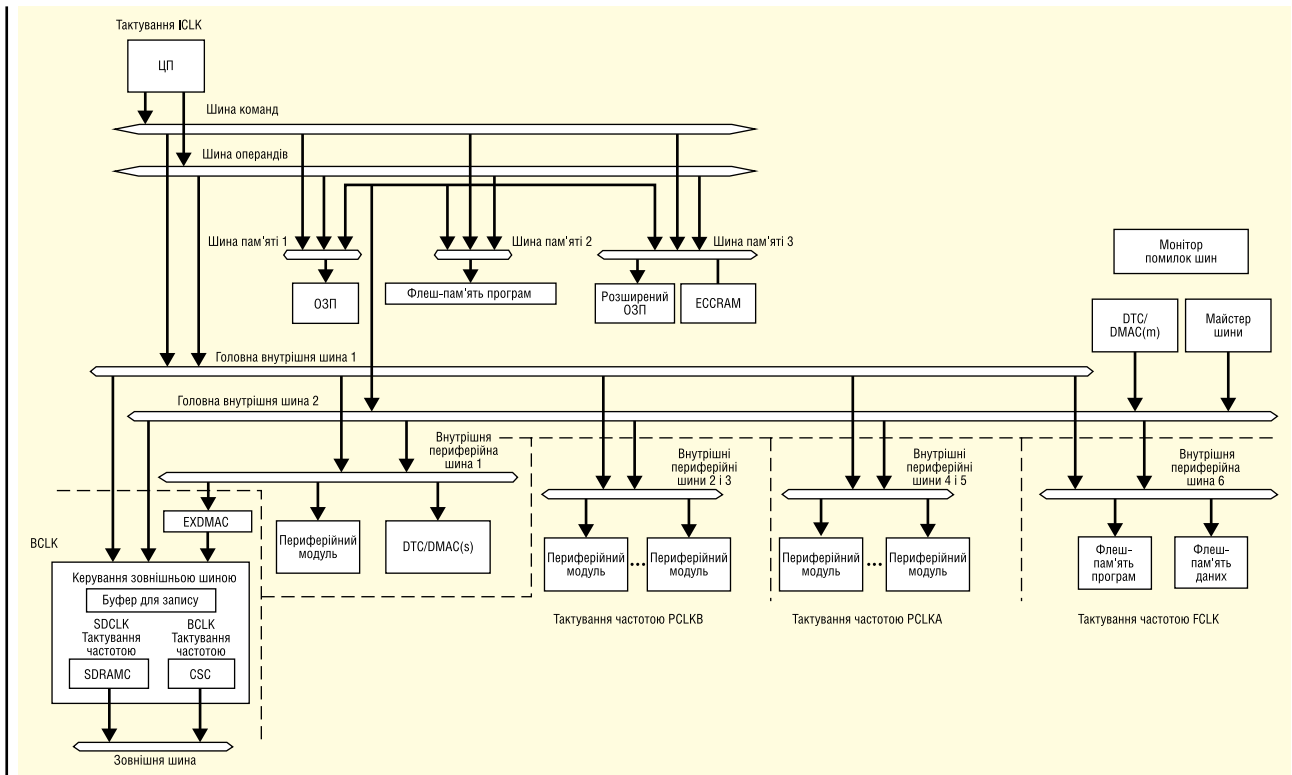 Тактування ICLK
ЦП
Шина команд
Шина операндів
Шина пам'яті 1
Шина пам'яті 2
Шина пам'яті 3
ОЗП
Флеш-пам'ять програм
Розширений
ОЗП
ECCRAM
Монітор
помилок шин
DTC/
DMAC(m)
Майстер
шини
Головна внутрішня шина 1
Головна внутрішня шина 2
Внутрішня
периферійна
шина 1
Внутрішні
периферійні
шини 2 і 3
Внутрішні
периферійні
шини 4 і 5
Внутрішня
периферійна
шина 6
BCLK
EXDMAC
Периферійний
модуль
DTC/DMAC(s)
Периферійний
модуль
...
Периферійний
модуль
Периферійний
модуль
...
Периферійний
модуль
Флеш-
пам'ять
програм
Флеш-
пам'ять
даних
Керування зовнішньою шиною
Буфер для запису
SDCLK
Тактування
частотою
BCLK
Тактування
частотою
SDRAMC
CSC
Тактування частотою PCLKB
Тактування частотою PCLKA
Тактування частотою FCLK
Зовнішня шина